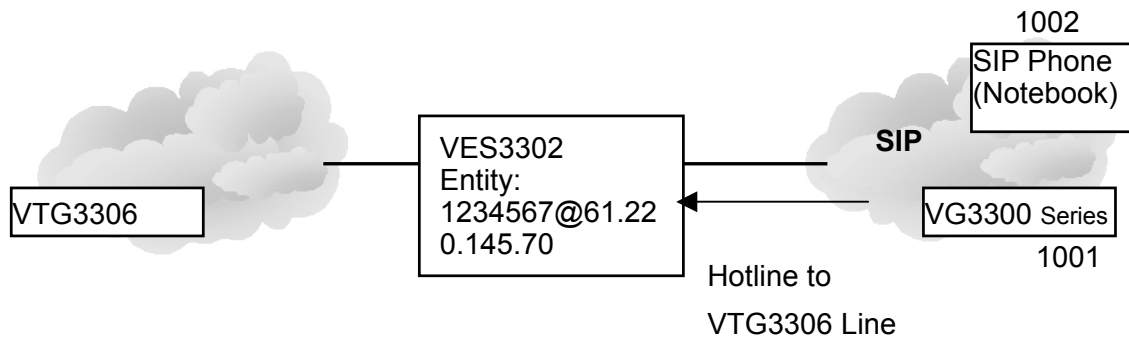 1002
SIP Phone
(Notebook)
SIP
VES3302
Entity:
1234567@61.22
0.145.70
VTG3306
VG3300 Series
1001
Hotline to
VTG3306 Line